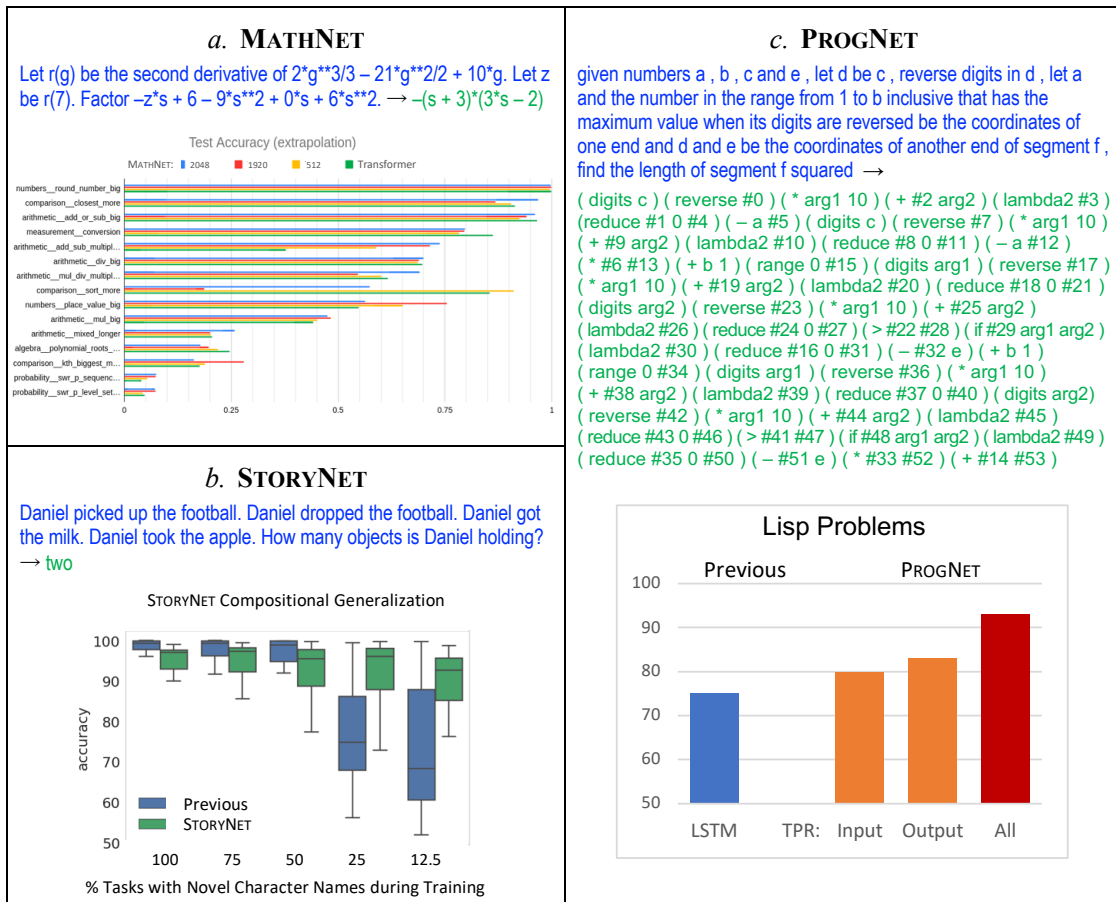 a. MATHNET
Let r(g) be the second derivative of 2*g**3/3 – 21*g**2/2 + 10*g. Let z
be r(7). Factor –z*s + 6 – 9*s**2 + 0*s + 6*s**2. → –(s + 3)*(3*s – 2)
Test Accuracy (extrapolation)
MATHNET: 2048 1920 512 Transformer
numbers__round_number_big
comparison__closest_more
arithmetic__add_or_sub_big
measurement__conversion
arithmetic__add_sub_multipl…
arithmetic__div_big
arithmetic__mul_div_multipl…
comparison__sort_more
numbers__place_value_big
arithmetic__mul_big
arithmetic__mixed_longer
algebra__polynomial_roots_…
comparison__kth_biggest_m…
probability__swr_p_sequenc…
probability__swr_p_level_set…
0 0.25 0.5 0.75 1
b. STORYNET
Daniel picked up the football. Daniel dropped the football. Daniel got
the milk. Daniel took the apple. How many objects is Daniel holding?
→ two
STORYNET Compositional Generalization
100
90
80
70
60
50
accuracy
Previous
STORYNET
100 75 50 25 12.5
% Tasks with Novel Character Names during Training
c. PROGNET
given numbers a , b , c and e , let d be c , reverse digits in d , let a
and the number in the range from 1 to b inclusive that has the
maximum value when its digits are reversed be the coordinates of
one end and d and e be the coordinates of another end of segment f ,
find the length of segment f squared →
( digits c ) ( reverse #0 ) ( * arg1 10 ) ( + #2 arg2 ) ( lambda2 #3 )
(reduce #1 0 #4 ) ( – a #5 ) ( digits c ) ( reverse #7 ) ( * arg1 10 )
( + #9 arg2 ) ( lambda2 #10 ) ( reduce #8 0 #11 ) ( – a #12 )
( * #6 #13 ) ( + b 1 ) ( range 0 #15 ) ( digits arg1 ) ( reverse #17 )
( * arg1 10 ) ( + #19 arg2 ) ( lambda2 #20 ) ( reduce #18 0 #21 )
( digits arg2 ) ( reverse #23 ) ( * arg1 10 ) ( + #25 arg2 )
(lambda2 #26 ) ( reduce #24 0 #27 ) ( > #22 #28 ) ( if #29 arg1 arg2 )
( lambda2 #30 ) ( reduce #16 0 #31 ) ( – #32 e ) ( + b 1 )
( range 0 #34 ) ( digits arg1 ) ( reverse #36 ) ( * arg1 10 )
( + #38 arg2 ) ( lambda2 #39 ) ( reduce #37 0 #40 ) ( digits arg2)
( reverse #42 ) ( * arg1 10 ) ( + #44 arg2 ) ( lambda2 #45 )
( reduce #43 0 #46 ) ( > #41 #47 ) ( if #48 arg1 arg2 ) ( lambda2 #49 )
( reduce #35 0 #50 ) ( – #51 e ) ( * #33 #52 ) ( + #14 #53 )
Lisp Problems
Previous PROGNET
100
90
80
70
60
50
LSTM TPR: Input Output All